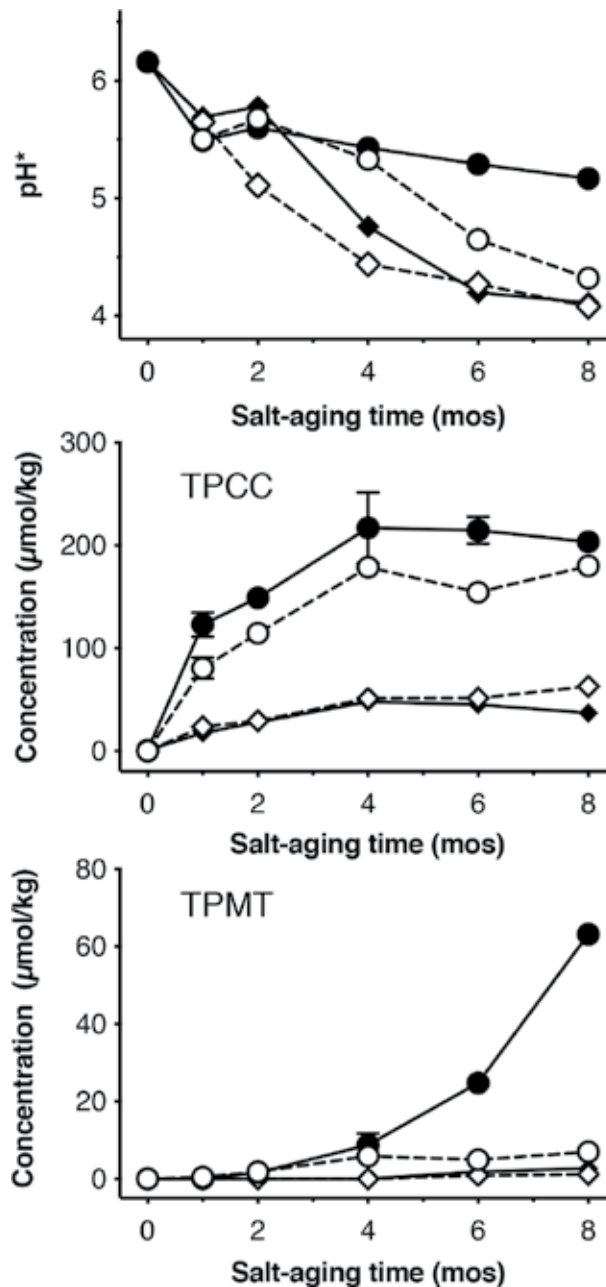 pH*
6
5
4
0 2 4 6 8
Salt-aging time (mos)
Concentration (µmol/kg)
TPCC
300
200
100
0
0 2 4 6 8
Salt-aging time (mos)
Concentration (µmol/kg)
TPMT
80
60
40
20
0
0 2 4 6 8
Salt-aging time (mos)